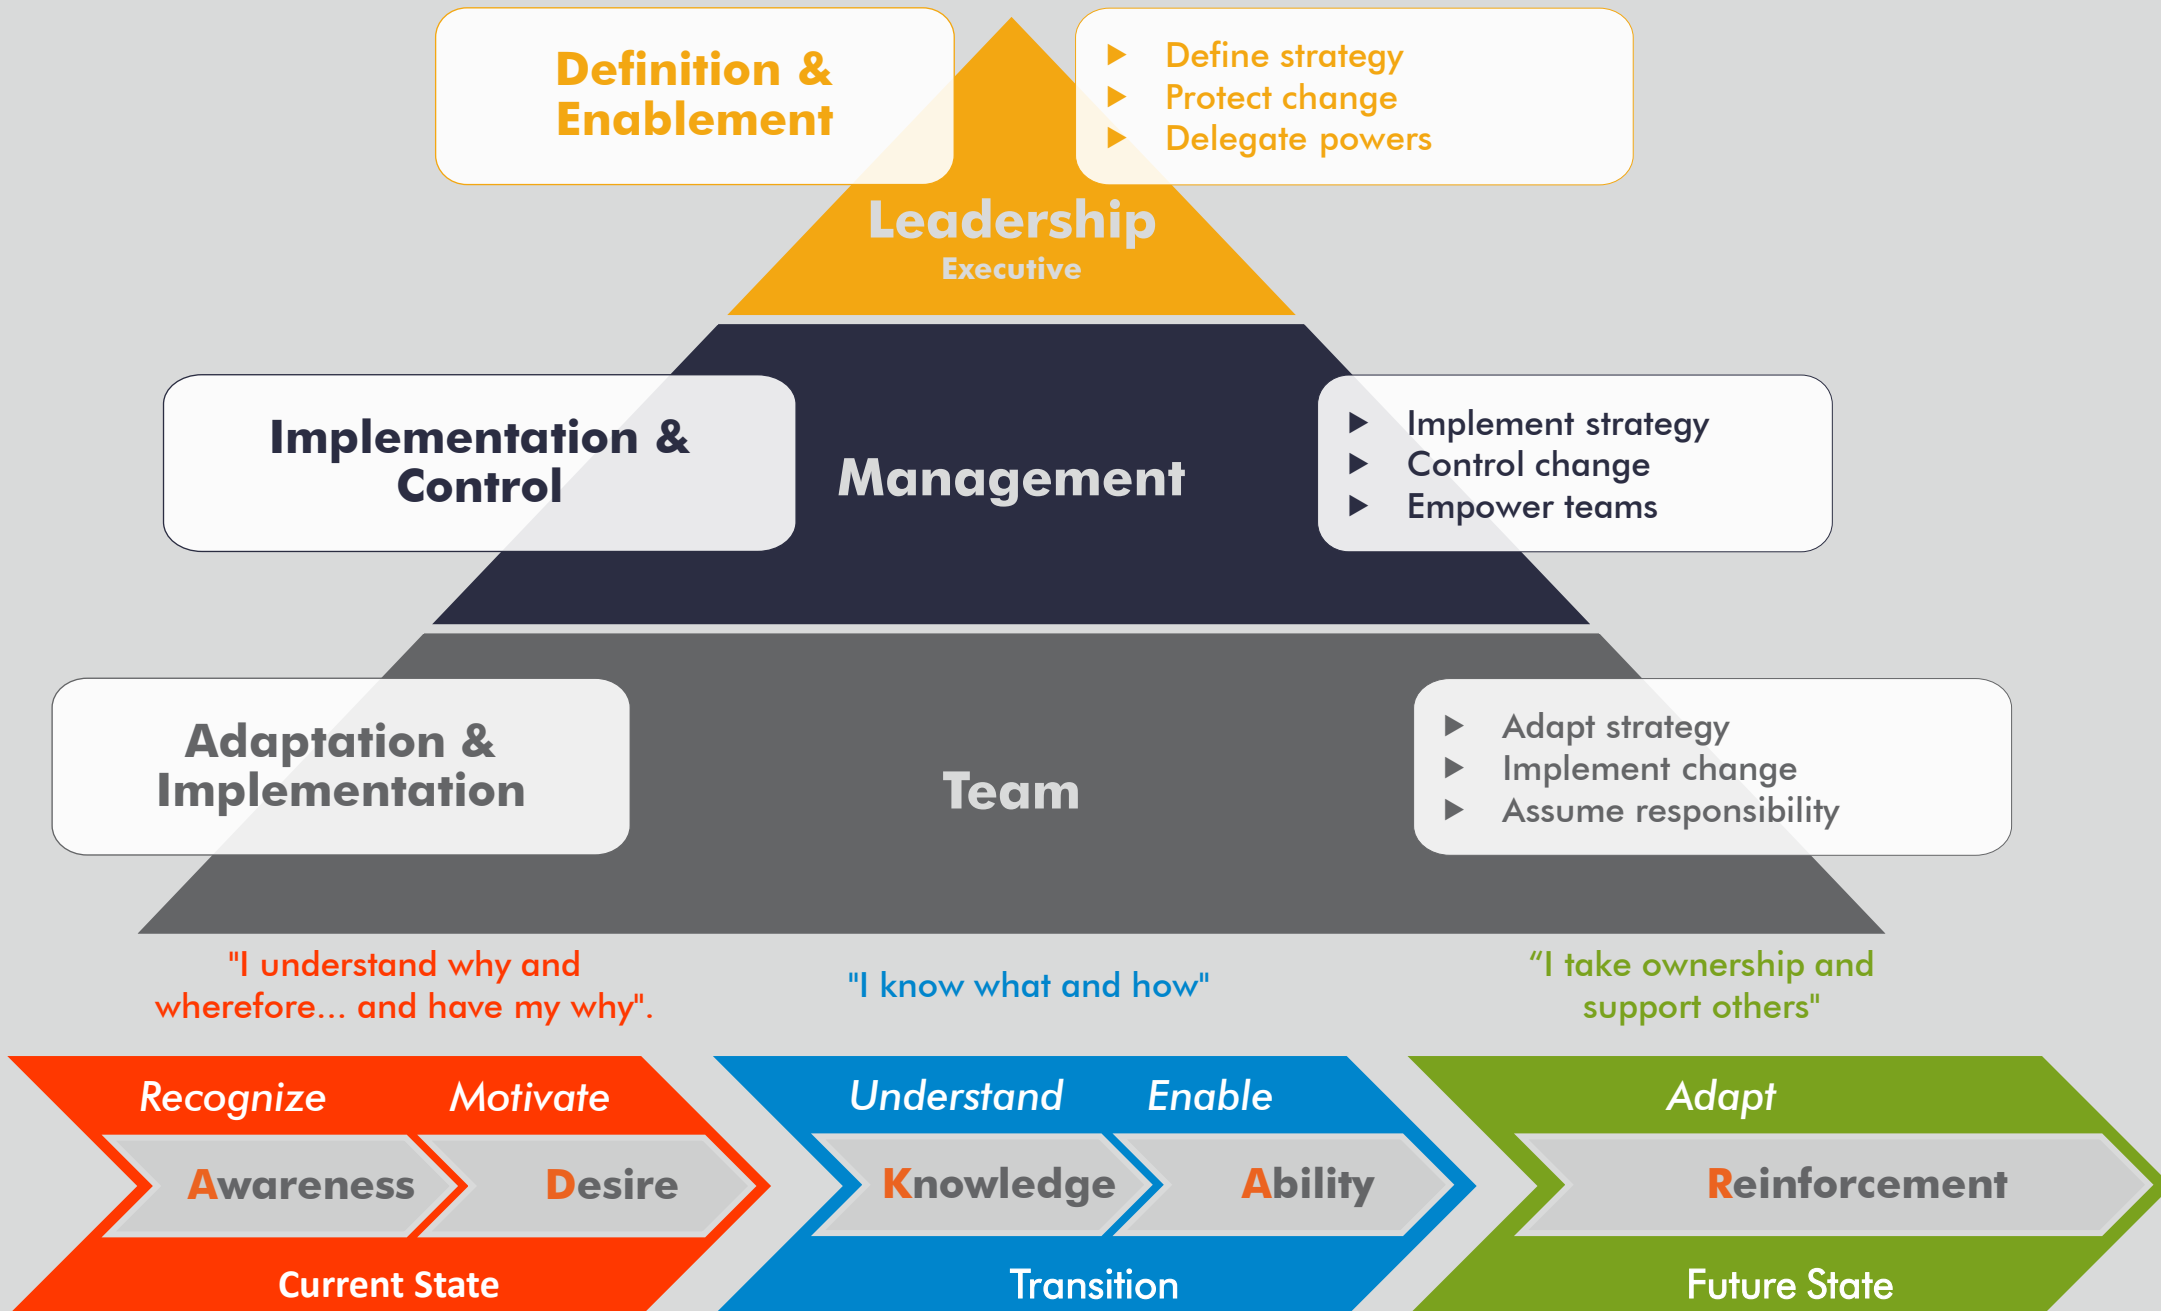 Definition &
Enablement
Define strategy
Protect change
Delegate powers
Leadership
Executive
Implementation &
Control
Management
Implement strategy
Control change
Empower teams
Adaptation &
Implementation
Team
Adapt strategy
Implement change
Assume responsibility
"I understand why and
wherefore... and have my why".
"I know what and how"
“I take ownership and
support others"
Recognize
Motivate
Understand
Enable
Adapt
Awareness
Desire
Knowledge
Ability
Reinforcement
Current State
Transition
Future State